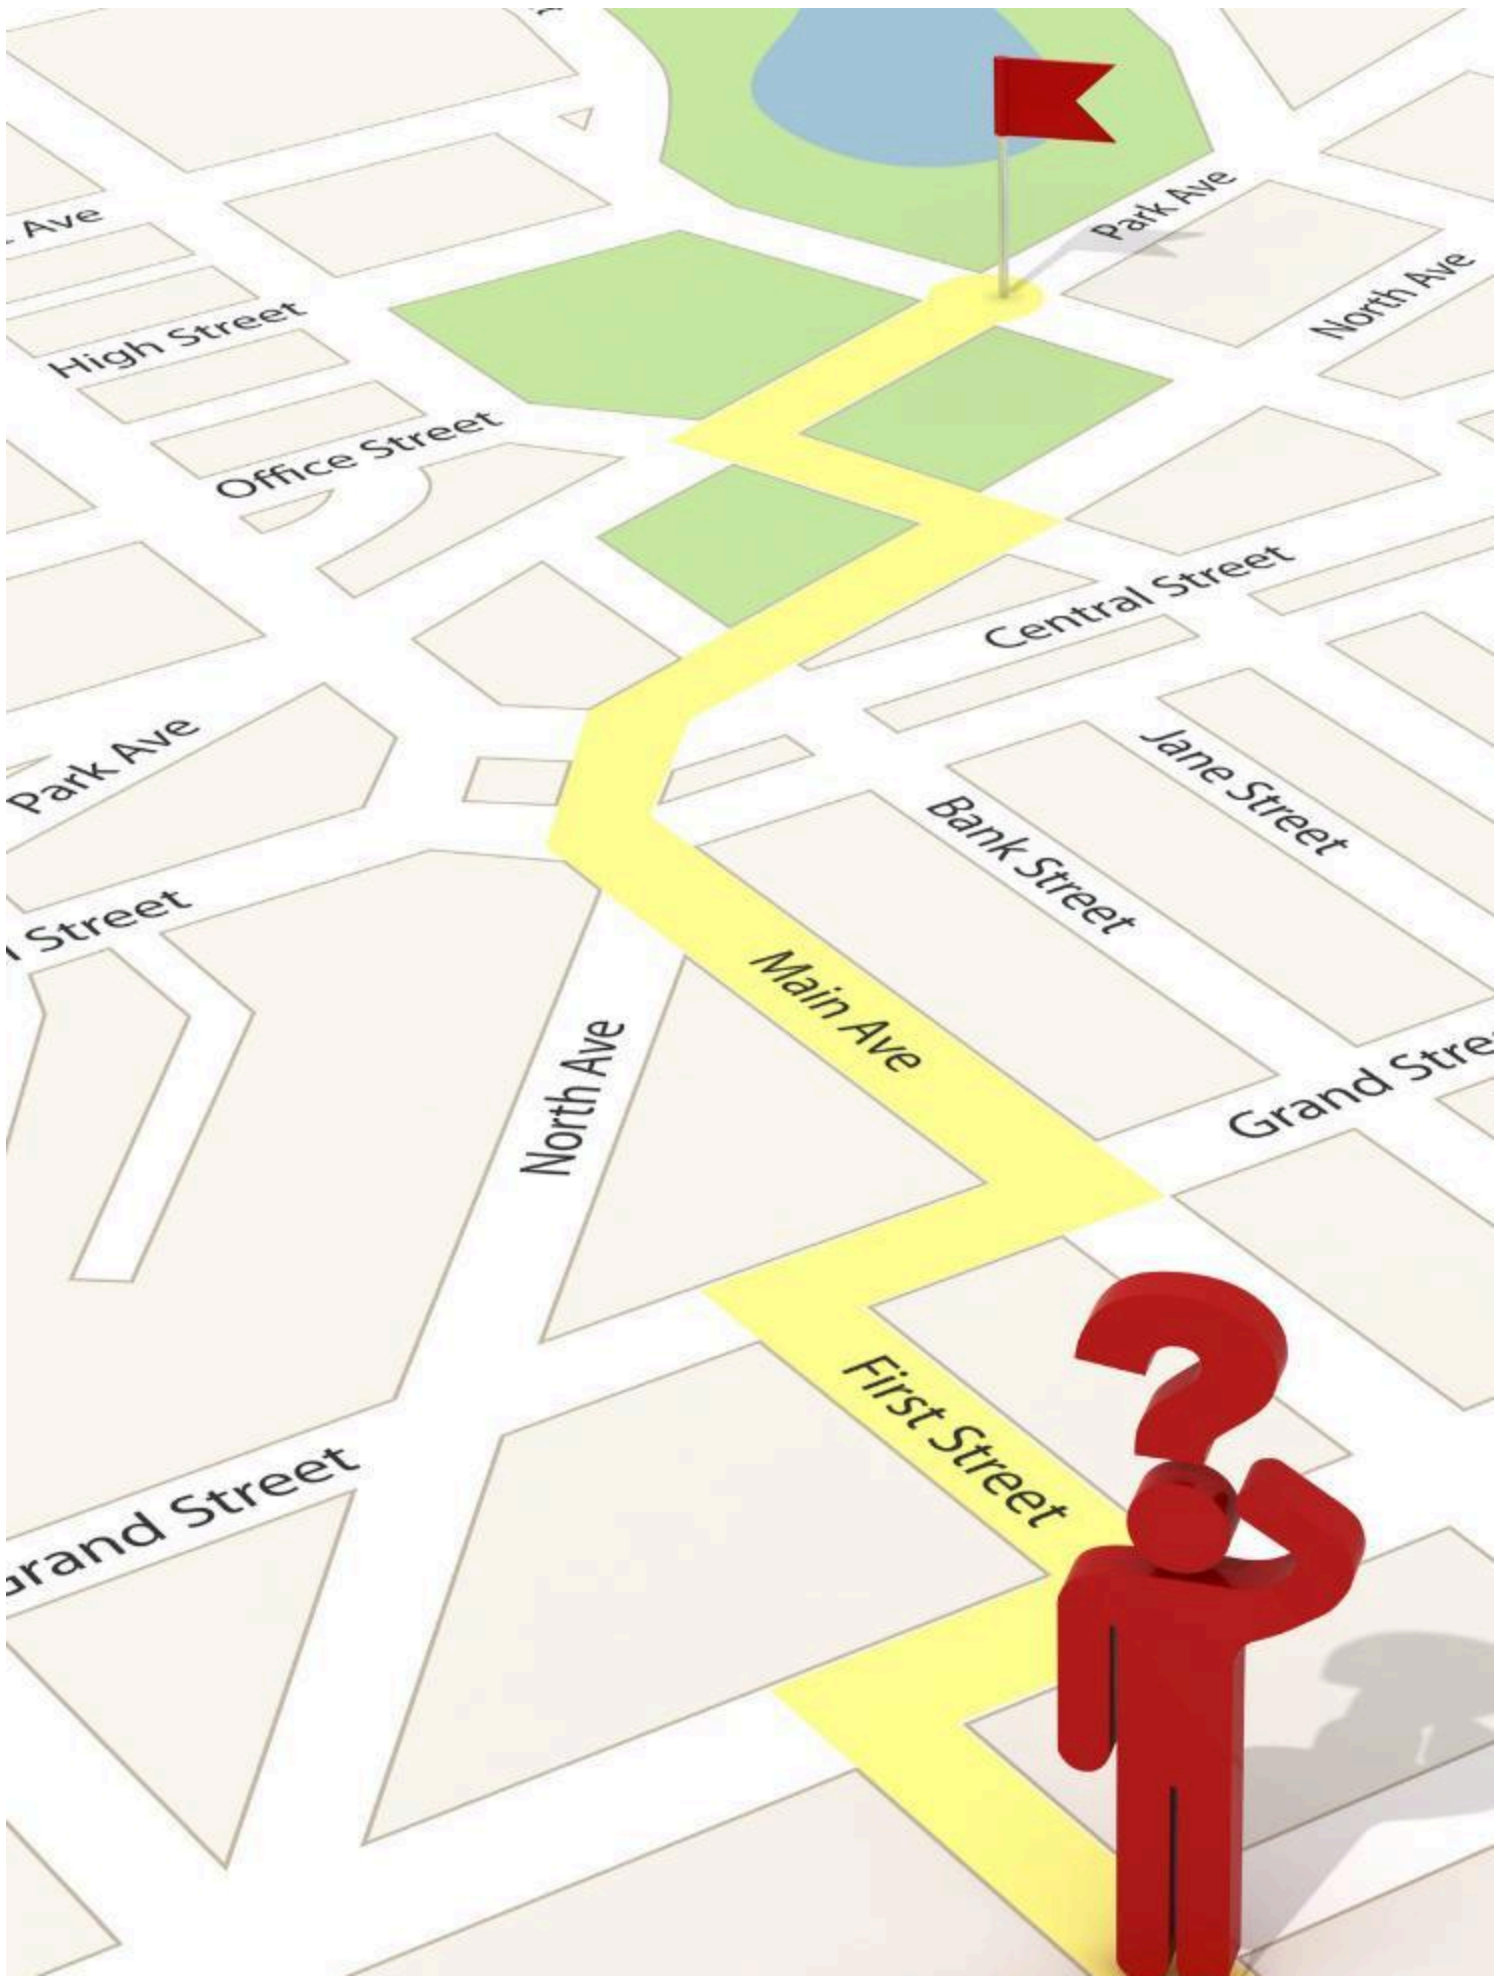 Ave
Park Ave
North Ave
High Street
Office Street
Central Street
Park Ave
Jane Street
Bank Street
Street
Main Ave
North Ave
Grand Stre
First Street
rand Street
?